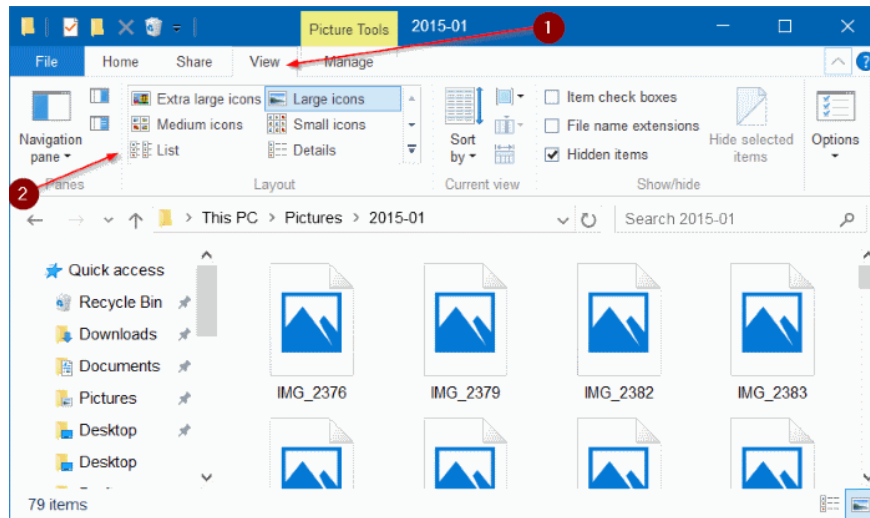 Picture Tools 2015-01 1
File Home Share View Manage ?
Extra large icons Large icons
Medium icons Small icons
List Details
Navigation pane
Sort by
Item check boxes
File name extensions
Hidden items
Hide selected items
Options
2
Panes Layout Current view Show/hide
This PC > Pictures > 2015-01 Search 2015-01
Quick access
Recycle Bin
Downloads
Documents
Pictures
Desktop
Desktop
IMG_2376 IMG_2379 IMG_2382 IMG_2383
79 items